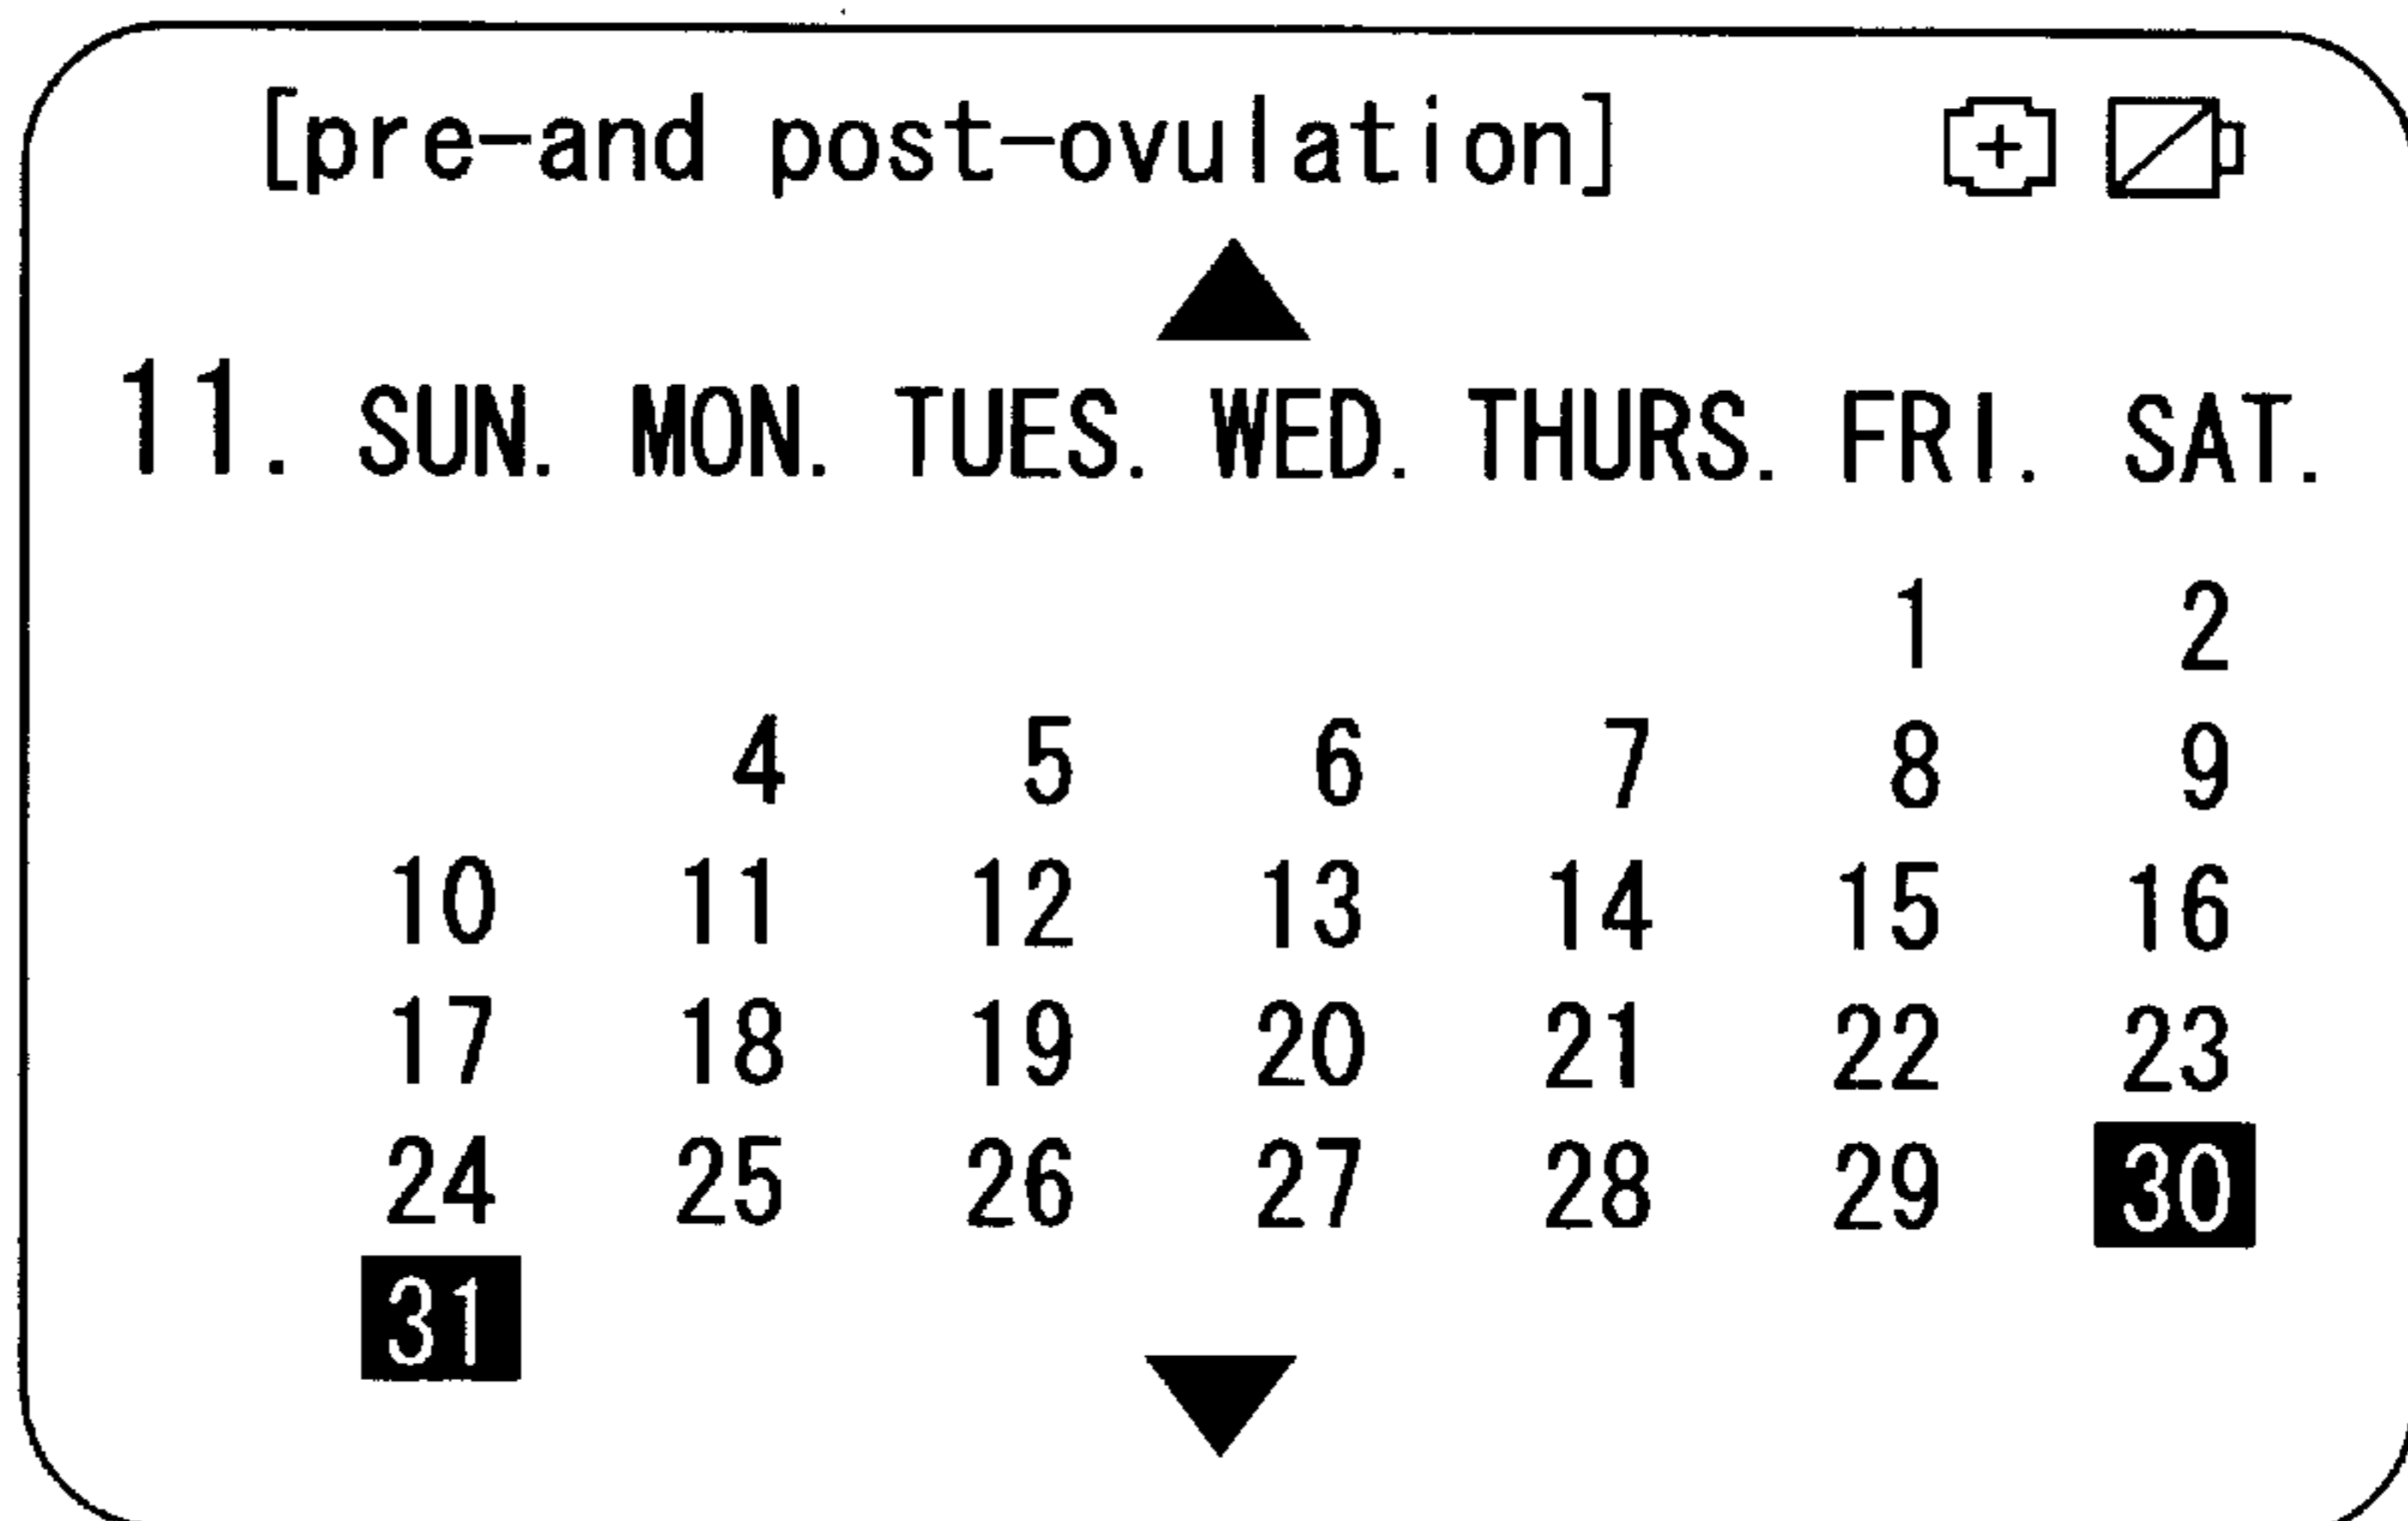 [pre-and post-ovulation]
11. SUN. MON. TUES. WED. THURS. FRI. SAT.
1 2
4 5 6 7 8 9
10 11 12 13 14 15 16
17 18 19 20 21 22 23
24 25 26 27 28 29 30
31